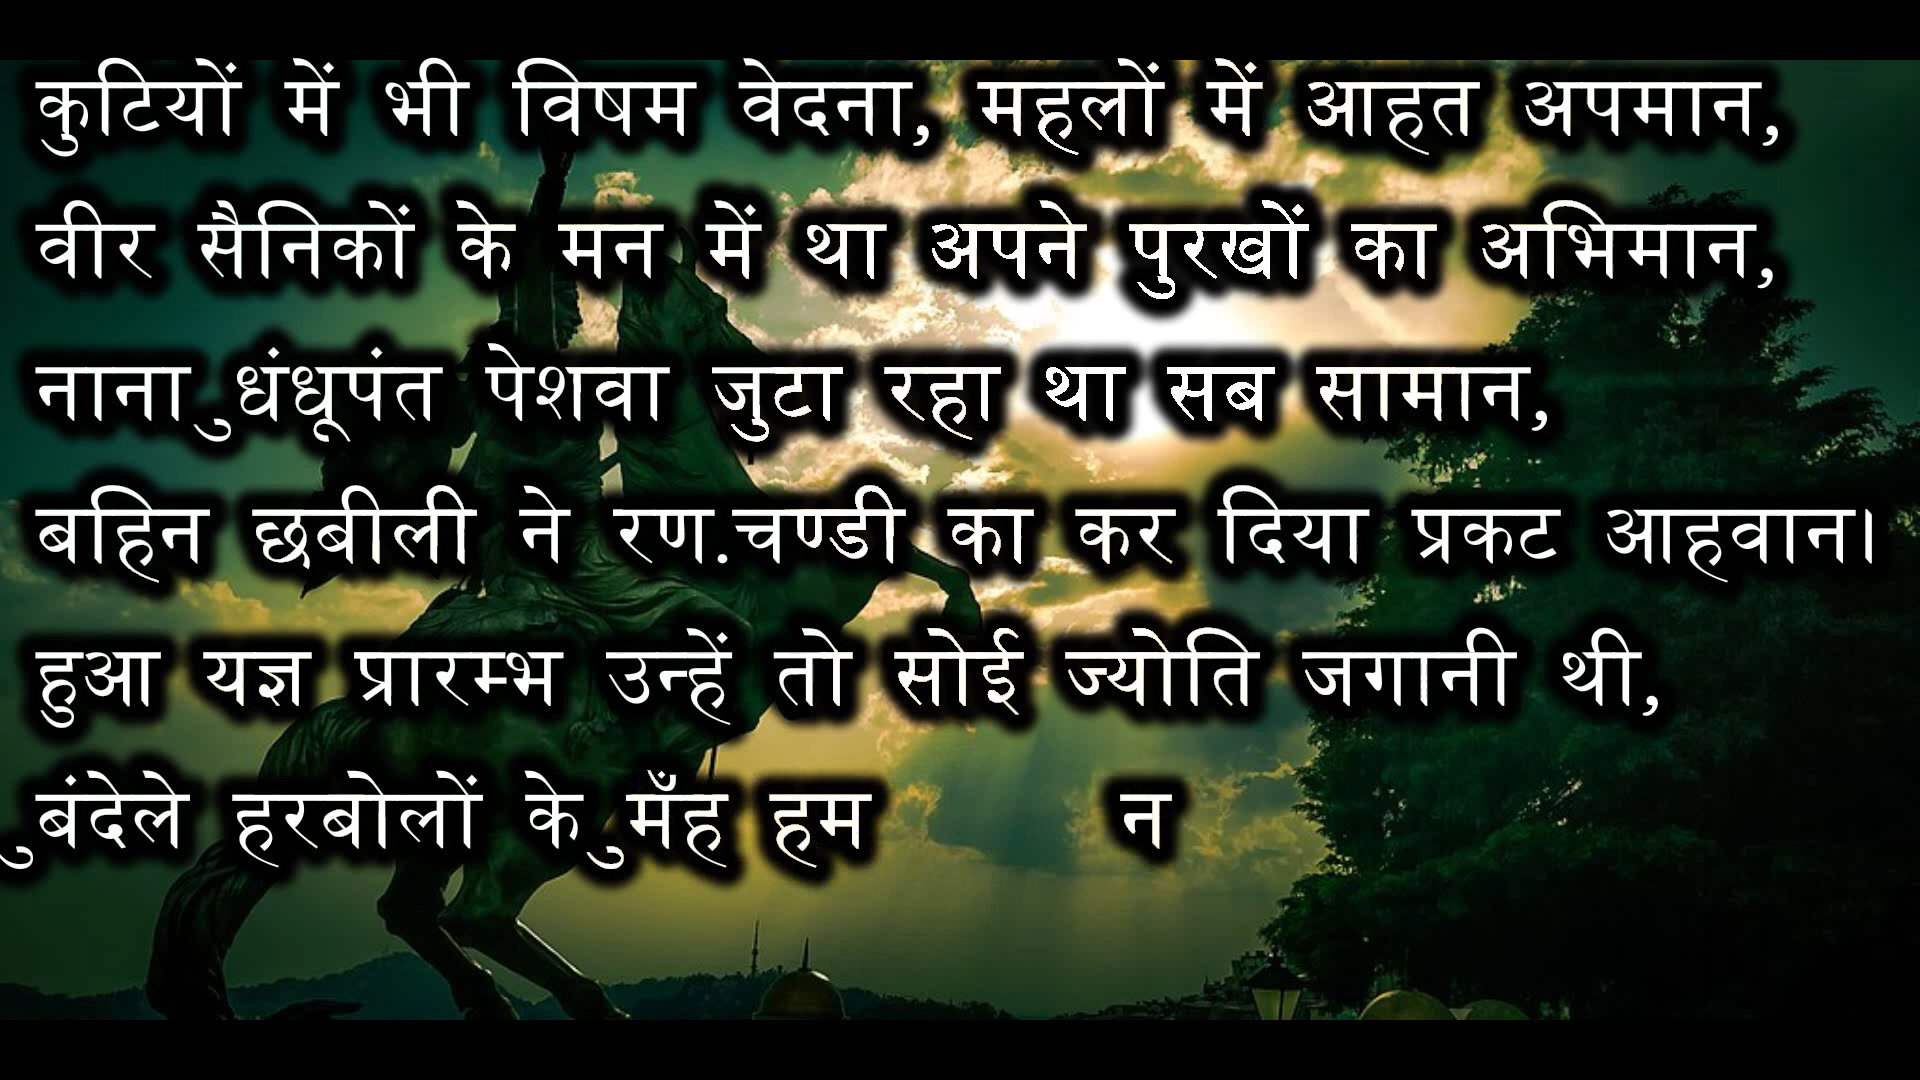 कुटियों में भी विषम वेदना, महलों में आहत अपमान,
वीर सैनिकों के मन में था अपने पुरखों का अभिमान,
नाना ुधंधूपंत पेशवा जुटा रहा था सब सामान,
बहिन छबीली ने रण.चण्डी का कर दिया प्रकट आहवान।
हुआ यज्ञ प्रारम्भ उन्हें तो सोई ज्योति जगानी थी,
ुबंदेले हरबोलों के ुमँह हम न